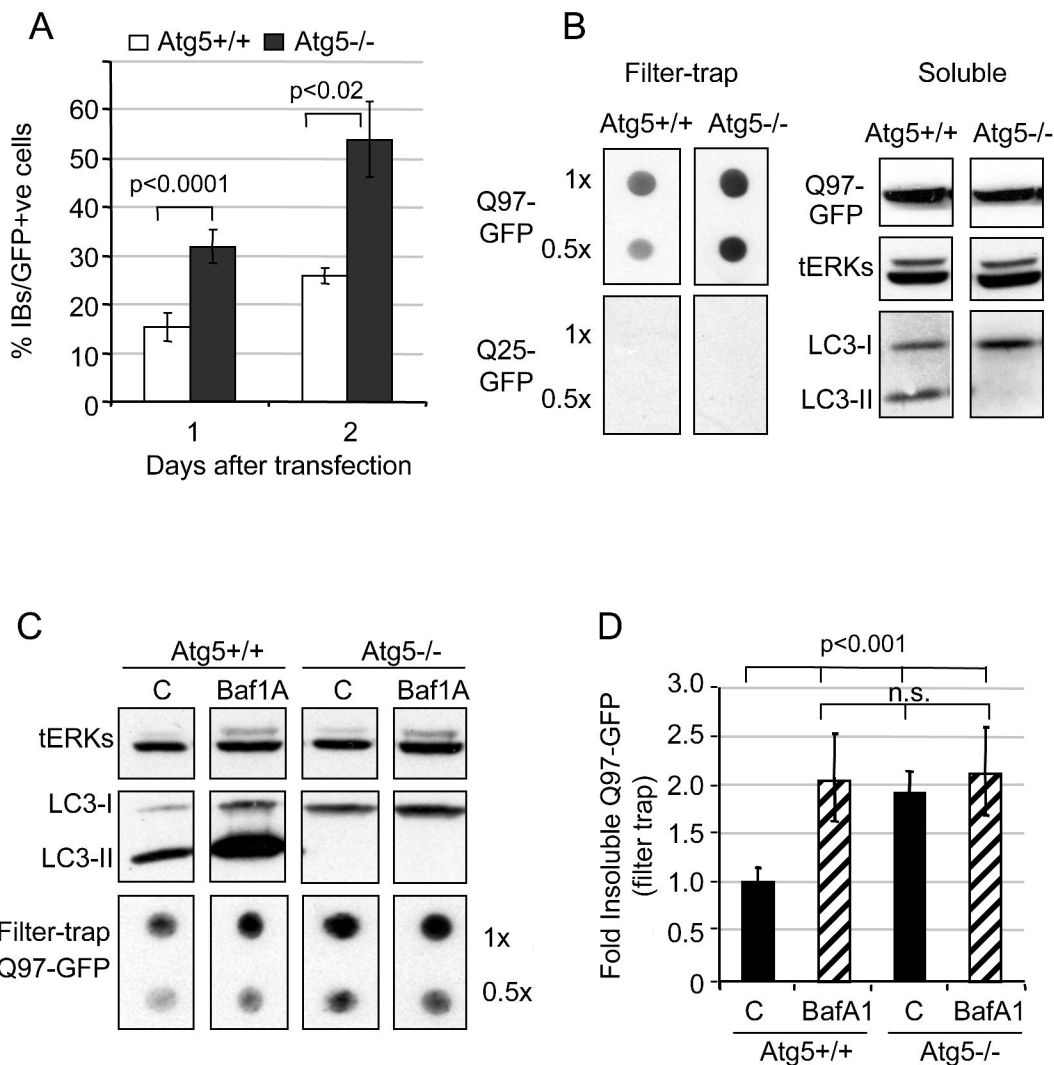 A
Atg5+/+ Atg5-/-
% IBs/GFP+ve cells
60
50
40
30
20
10
0
p<0.0001
p<0.02
1 2
Days after transfection
B
Filter-trap Soluble
Atg5+/+ Atg5-/- Atg5+/+ Atg5-/-
Q97-
GFP
1x
0.5x
Q25-
GFP
1x
0.5x
Q97-
GFP
tERKs
LC3-I
LC3-II
C
Atg5+/+ Atg5-/-
C Baf1A C Baf1A
tERKs
LC3-I
LC3-II
Filter-trap
Q97-GFP
1x
0.5x
D
p<0.001
n.s.
Fold Insoluble Q97-GFP
(filter trap)
3.0
2.5
2.0
1.5
1.0
0.5
0
C BafA1 C BafA1
Atg5+/+ Atg5-/-